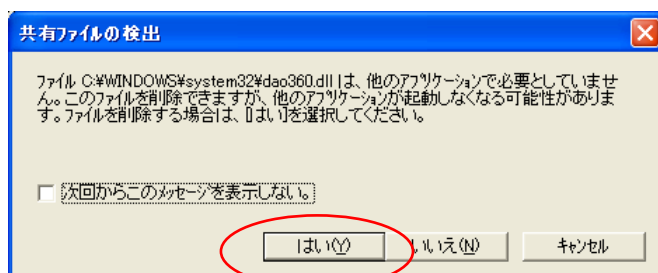 共有ファイルの検出
ファイル C:¥WINDOWS¥system32¥dao360.dll は、他のアプリケーションで必要としていませ
ん。このファイルを削除できますが、他のアプリケーションが起動しなくなる可能性がありま
す。ファイルを削除する場合は、[はい]を選択してください。
次回からこのメッセージを表示しない。
はい(Y) いいえ(N) キャンセル